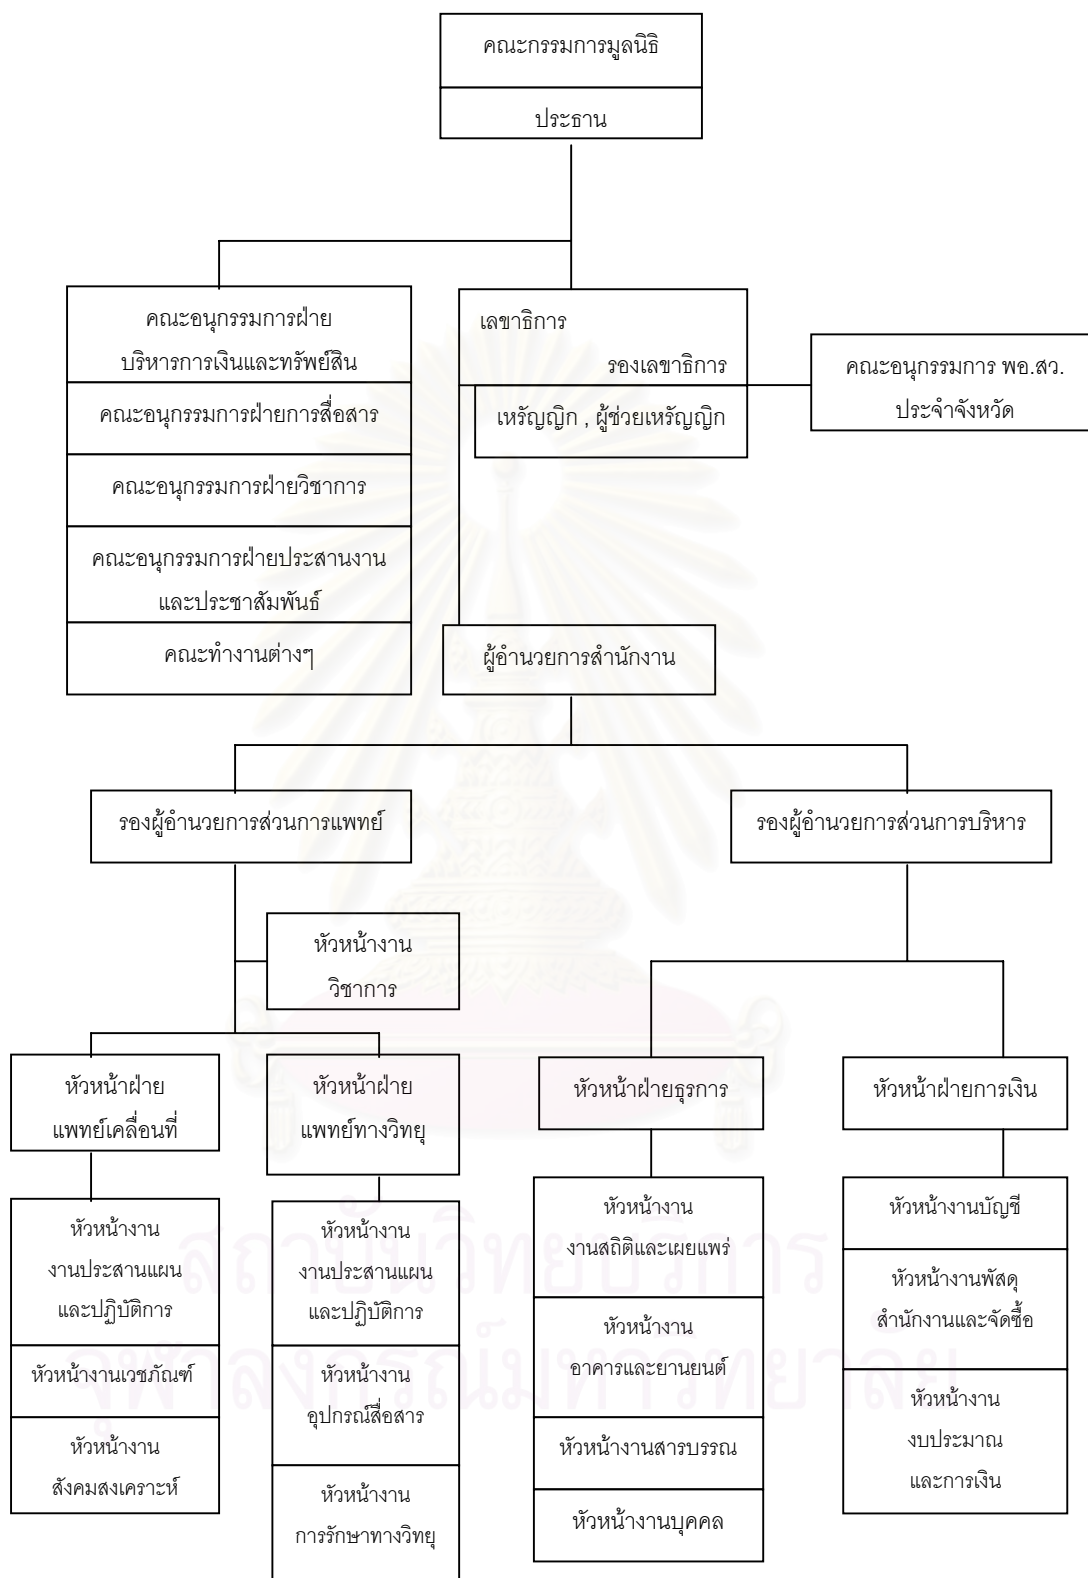 คณะกรรมการมูลนิธิ
ประธาน
คณะอนุกรรมการฝ่าย
บริหารการเงินและทรัพย์สิน
คณะอนุกรรมการฝ่ายการสื่อสาร
คณะอนุกรรมการฝ่ายวิชาการ
คณะอนุกรรมการฝ่ายประสานงาน
และประชาสัมพันธ์
คณะทำงานต่างๆ
เลขาธิการ
รองเลขาธิการ
เหรัญญิก , ผู้ช่วยเหรัญญิก
คณะอนุกรรมการ พอ.สว.
ประจำจังหวัด
ผู้อำนวยการสำนักงาน
รองผู้อำนวยการส่วนการแพทย์
รองผู้อำนวยการส่วนการบริหาร
หัวหน้างาน
วิชาการ
หัวหน้าฝ่าย
แพทย์เคลื่อนที่
หัวหน้าฝ่าย
แพทย์ทางวิทยุ
หัวหน้าฝ่ายธุรการ
หัวหน้าฝ่ายการเงิน
หัวหน้างาน
งานประสานแผน
และปฏิบัติการ
หัวหน้างานเวชภัณฑ์
หัวหน้างาน
สังคมสงเคราะห์
หัวหน้างาน
งานประสานแผน
และปฏิบัติการ
หัวหน้างาน
อุปกรณ์สื่อสาร
หัวหน้างาน
การรักษาทางวิทยุ
หัวหน้างาน
งานสถิติและเผยแพร่
หัวหน้างาน
อาคารและยานยนต์
หัวหน้างานสารบรรณ
หัวหน้างานบุคคล
หัวหน้างานบัญชี
หัวหน้างานพัสดุ
สำนักงานและจัดซื้อ
หัวหน้างาน
งบประมาณ
และการเงิน
สถาบันวิทยบริการ
จุฬาลงกรณ์มหาวิทยาลัย